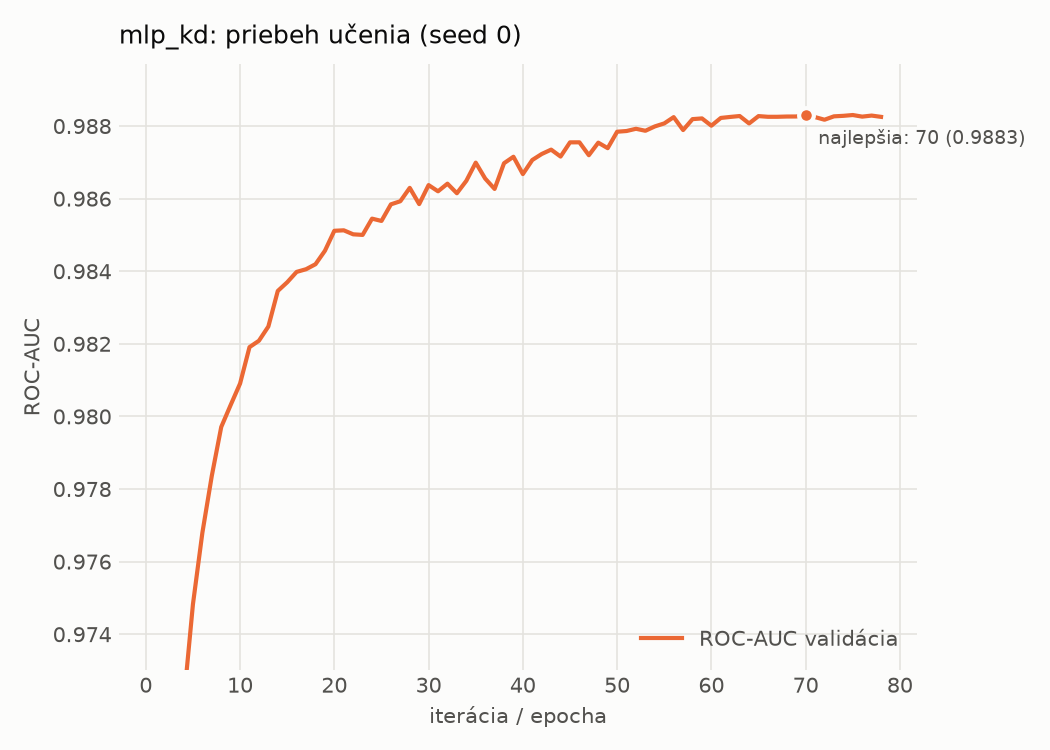 mlp_kd: priebeh učenia (seed 0)
ROC-AUC
0.988
0.986
0.984
0.982
0.980
0.978
0.976
0.974
najlepšia: 70 (0.9883)
ROC-AUC validácia
0 10 20 30 40 50 60 70 80
iterácia / epocha